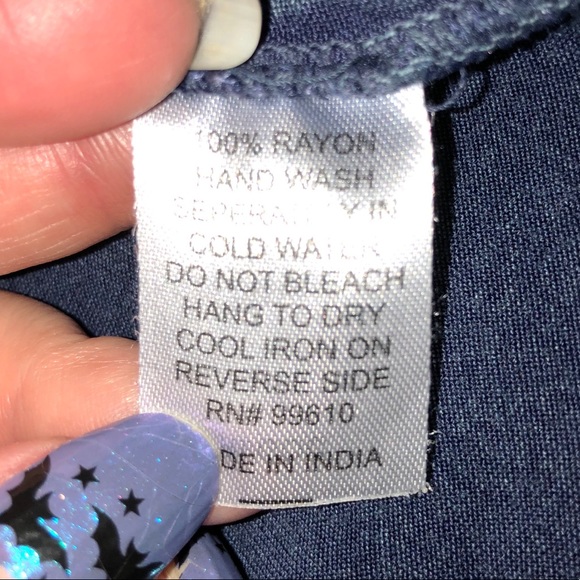 100% RAYON
HAND WASH
IN
COLD WATER
DO NOT BLEACH
HANG TO DRY
COOL IRON ON
REVERSE SIDE
RN# 99610
DE IN INDIA